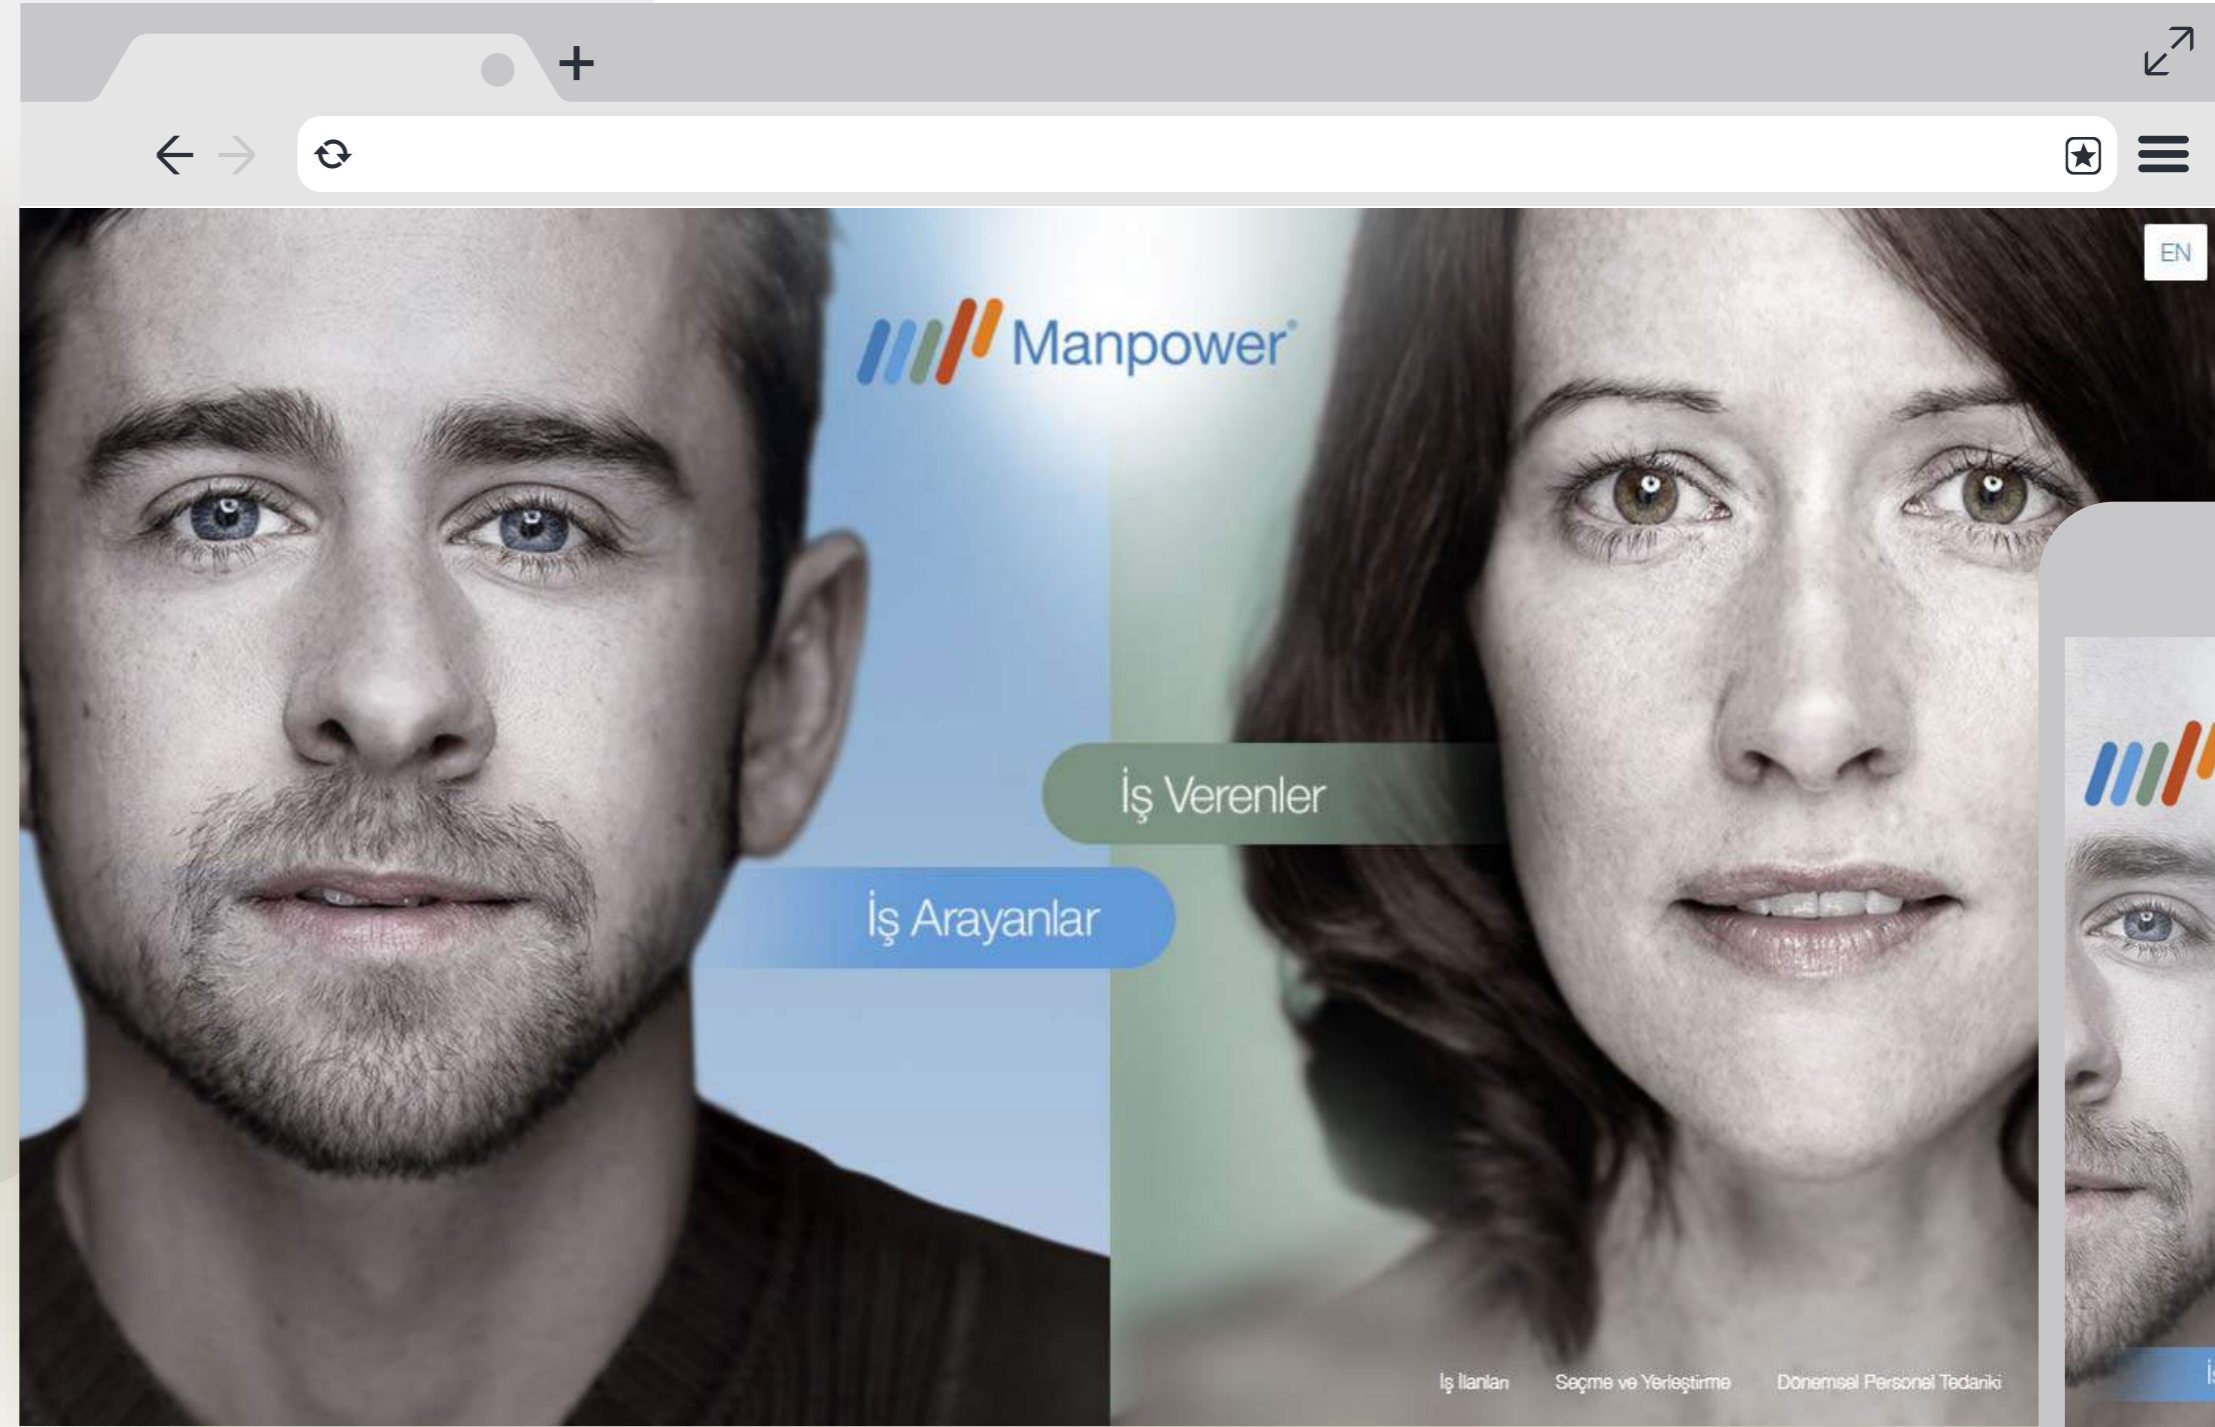 EN
Manpower®
İş Verenler
İş Arayanlar
İş İlanları Seçme ve Yerleştirme Dönemsel Personel Tedariki